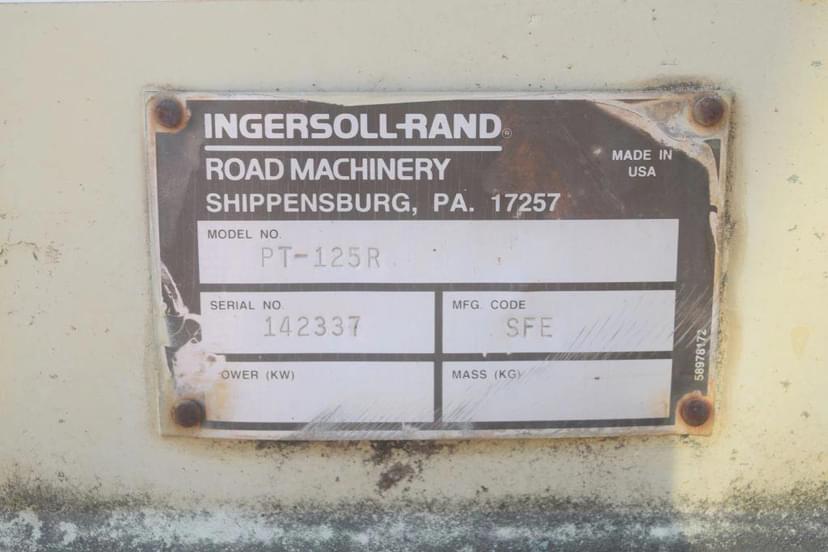 INGERSOLL-RAND®
ROAD MACHINERY
MADE IN
USA
SHIPPENSBURG, PA. 17257
MODEL NO.
PT-125R
SERIAL NO.
142337
MFG. CODE
SFE
OWER (KW)
MASS (KG)
58978172